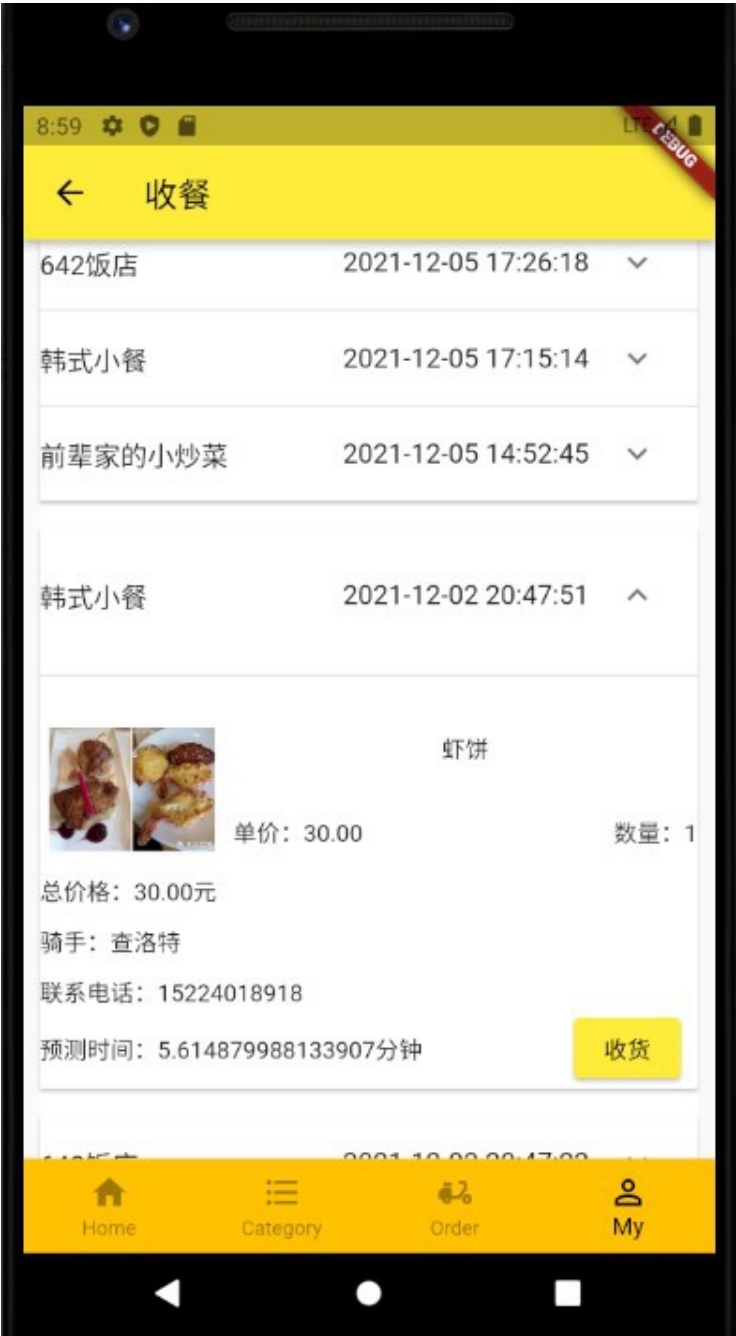 8:59
LTE
DEBUG
收餐
642饭店 2021-12-05 17:26:18
韩式小餐 2021-12-05 17:15:14
前辈家的小炒菜 2021-12-05 14:52:45
韩式小餐 2021-12-02 20:47:51
虾饼
单价：30.00 数量：1
总价格：30.00元
骑手：查洛特
联系电话：15224018918
预测时间：5.614879988133907分钟 收货
Home Category Order My